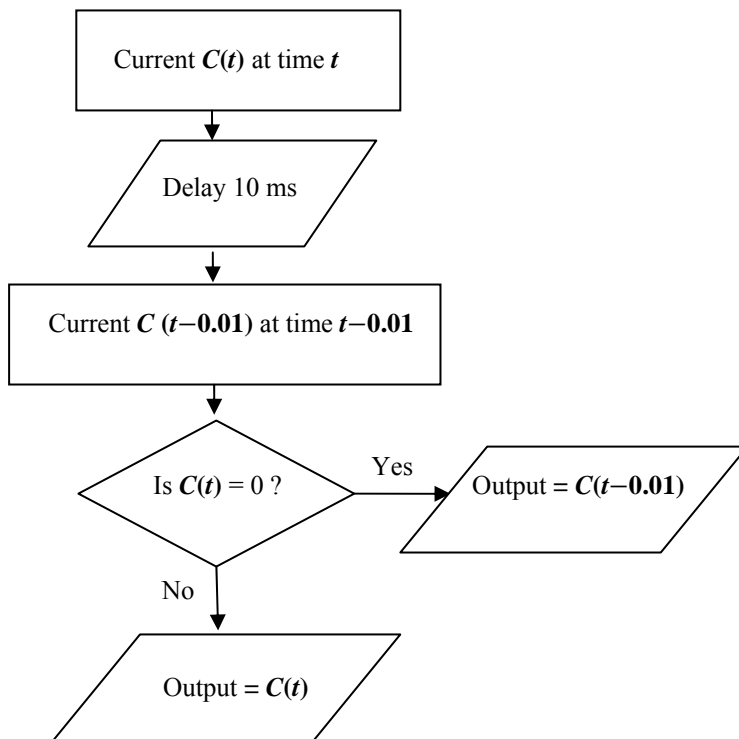 Current C(t) at time t
Delay 10 ms
Current C (t−0.01) at time t−0.01
Is C(t) = 0 ?
Yes
Output = C(t−0.01)
No
Output = C(t)